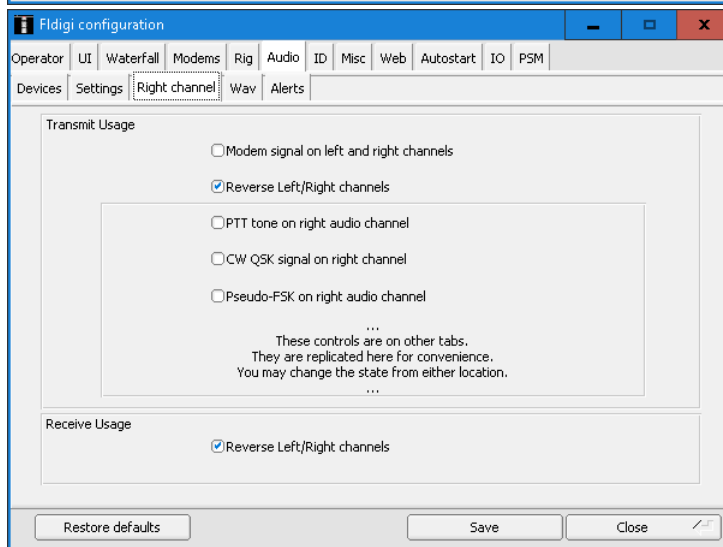 Fldigi configuration
Operator UI Waterfall Modems Rig Audio ID Misc Web Autostart IO PSM
Devices Settings Right channel Wav Alerts
Transmit Usage
Modem signal on left and right channels
Reverse Left/Right channels
PTT tone on right audio channel
CW QSK signal on right channel
Pseudo-FSK on right audio channel
...
These controls are on other tabs.
They are replicated here for convenience.
You may change the state from either location.
...
Receive Usage
Reverse Left/Right channels
Restore defaults Save Close